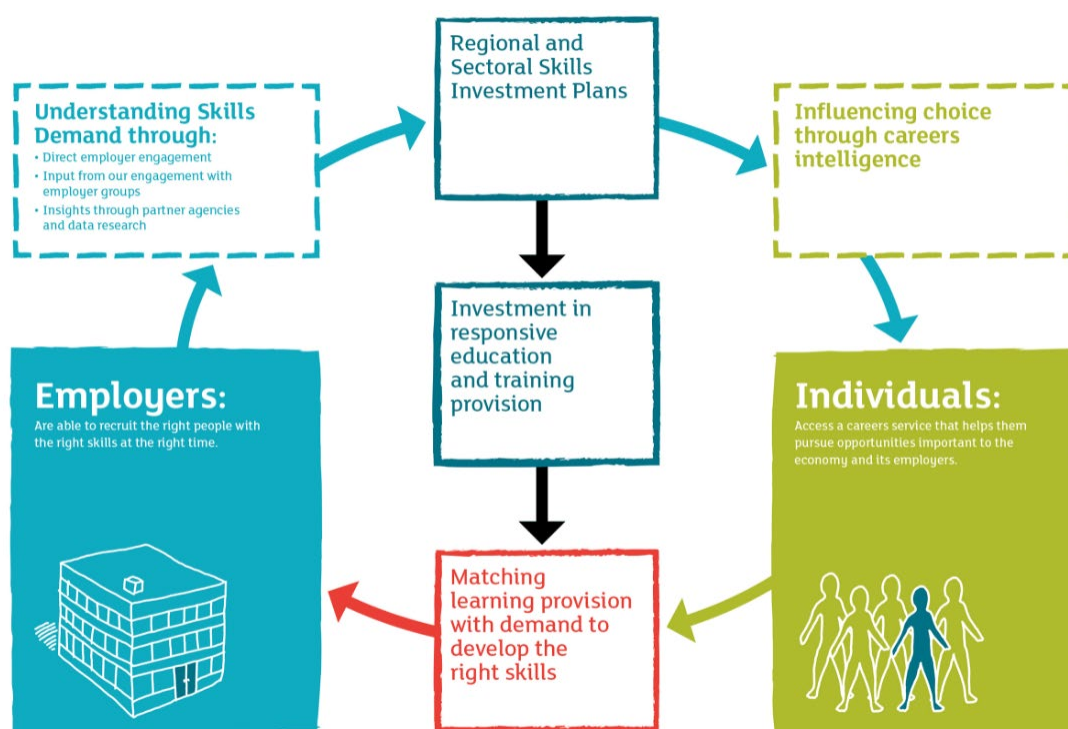 Regional and
Sectoral Skills
Investment Plans
Understanding Skills
Demand through:
• Direct employer engagement
• Input from our engagement with
employer groups
• Insights through partner agencies
and data research
Influencing choice
through careers
intelligence
Investment in
responsive
education
and training
provision
Employers:
Are able to recruit the right people with
the right skills at the right time.
Individuals:
Access a careers service that helps them
pursue opportunities important to the
economy and its employers.
Matching
learning provision
with demand to
develop the
right skills